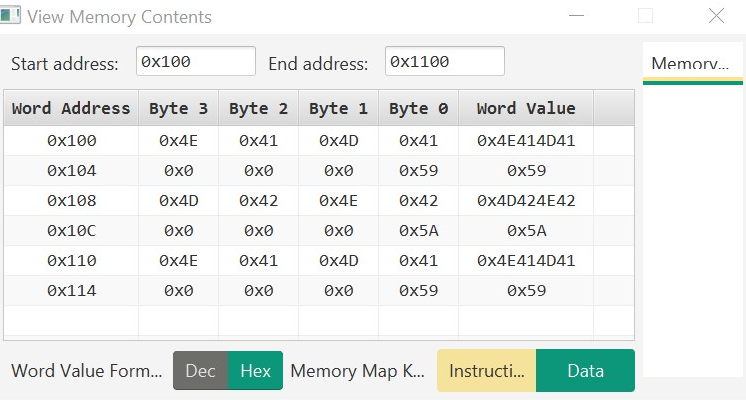 View Memory Contents
Start address: 0x100 End address: 0x1100 Memory...
Word Address Byte 3 Byte 2 Byte 1 Byte 0 Word Value
0x100 0x4E 0x41 0x4D 0x41 0x4E414D41
0x104 0x0 0x0 0x0 0x59 0x59
0x108 0x4D 0x42 0x4E 0x42 0x4D424E42
0x10C 0x0 0x0 0x0 0x5A 0x5A
0x110 0x4E 0x41 0x4D 0x41 0x4E414D41
0x114 0x0 0x0 0x0 0x59 0x59
Word Value Form... Dec Hex Memory Map K... Instructi... Data